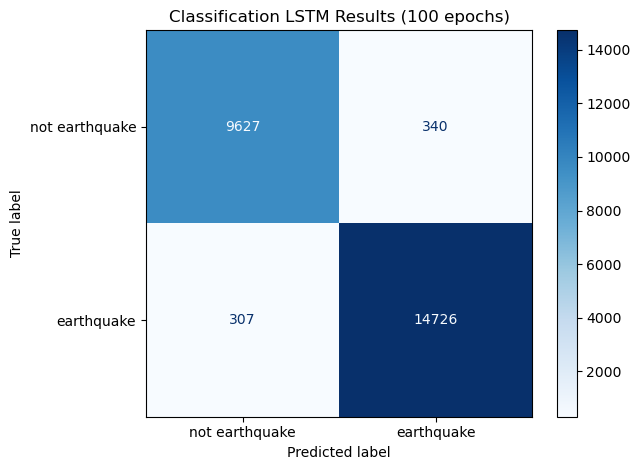 Classification LSTM Results (100 epochs)
True label
not earthquake
earthquake
9627
340
307
14726
not earthquake
earthquake
Predicted label
14000
12000
10000
8000
6000
4000
2000